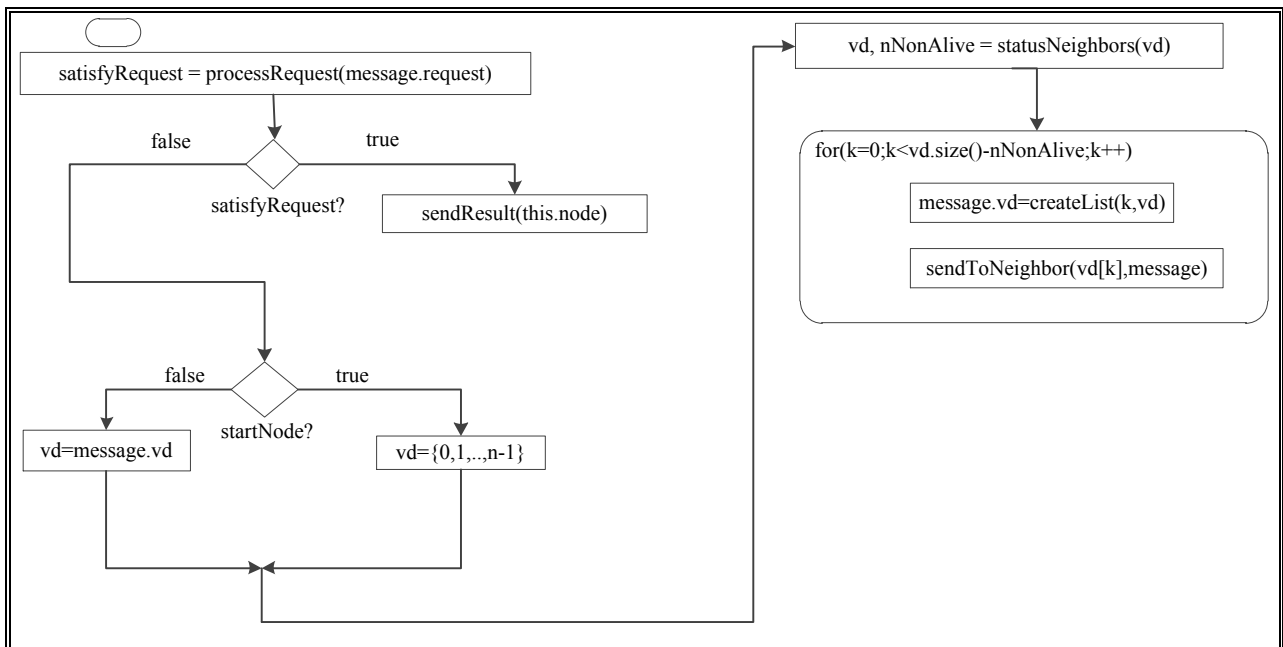 satisfyRequest = processRequest(message.request)
false
true
satisfyRequest?
sendResult(this.node)
false
true
startNode?
vd=message.vd
vd={0,1,..,n-1}
vd, nNonAlive = statusNeighbors(vd)
for(k=0;k<vd.size()-nNonAlive;k++)
message.vd=createList(k,vd)
sendToNeighbor(vd[k],message)